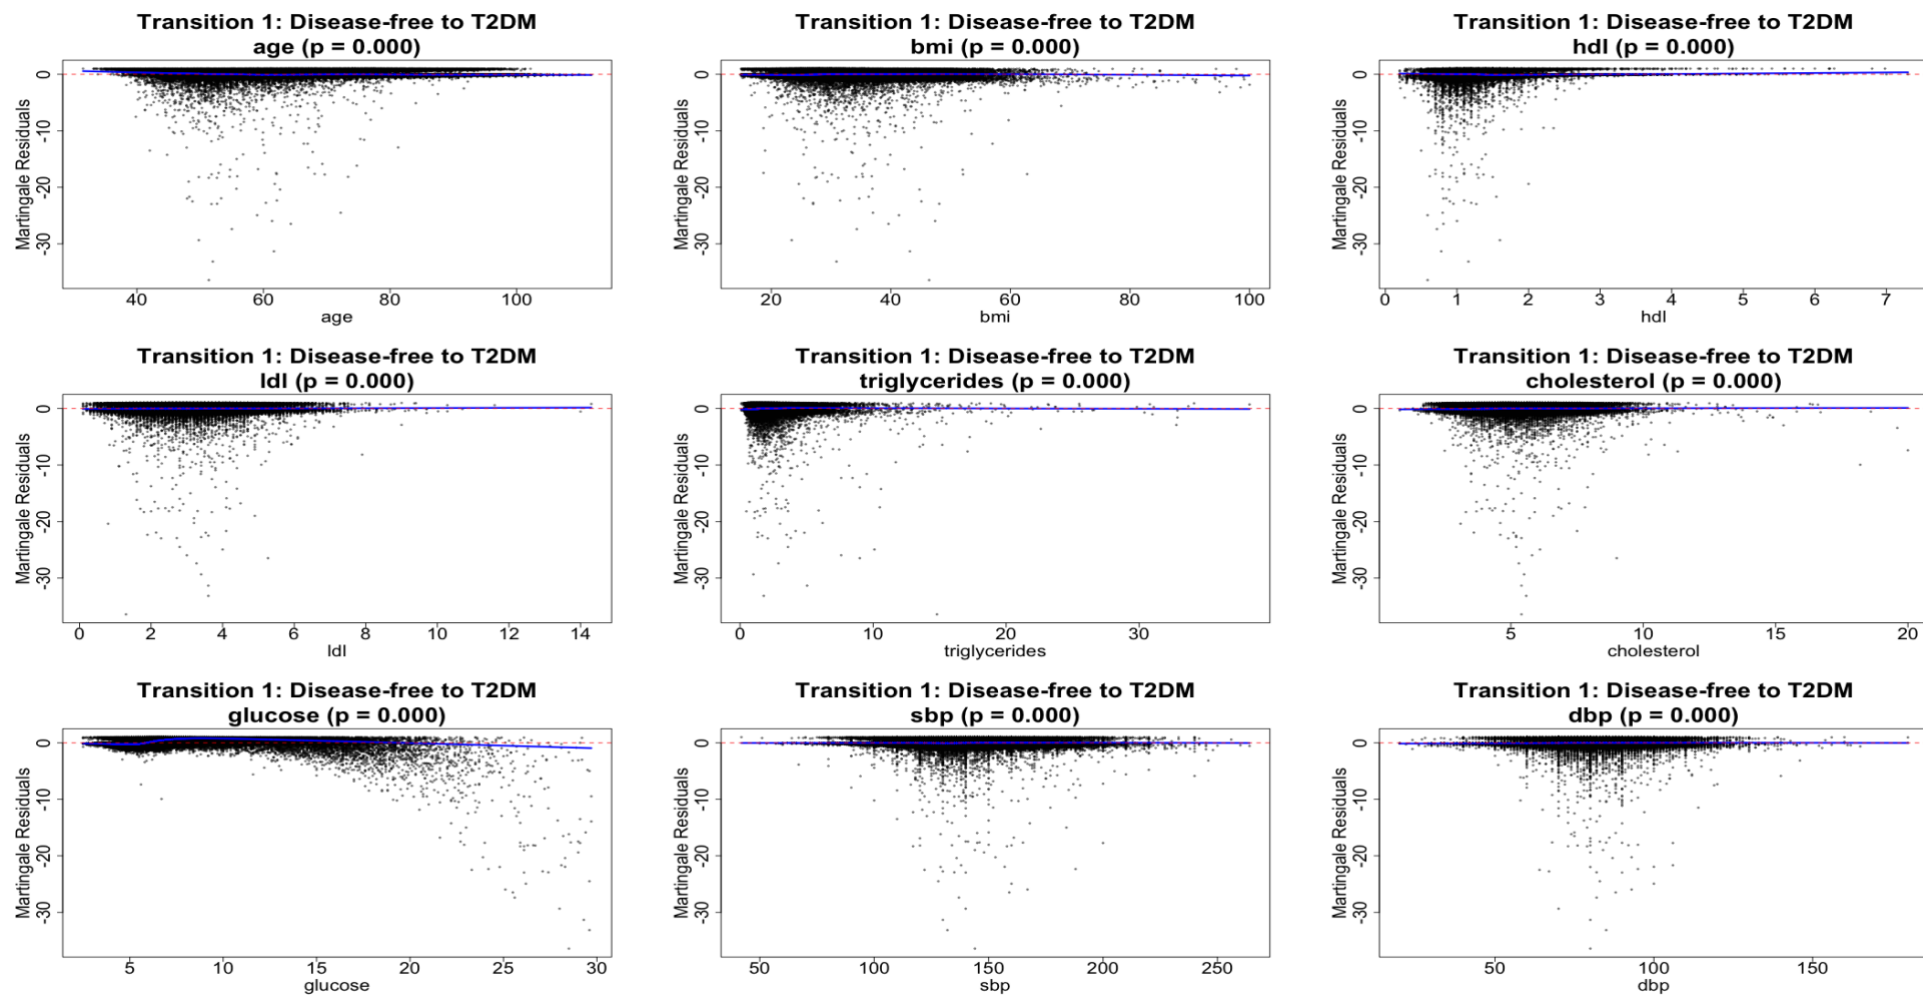 Transition 1: Disease-free to T2DM
age (p = 0.000)
Martingale Residuals
0
-10
-20
-30
40 60 80 100
age
Transition 1: Disease-free to T2DM
bmi (p = 0.000)
Martingale Residuals
0
-10
-20
-30
20 40 60 80 100
bmi
Transition 1: Disease-free to T2DM
hdl (p = 0.000)
Martingale Residuals
0
-10
-20
-30
0 1 2 3 4 5 6 7
hdl
Transition 1: Disease-free to T2DM
ldl (p = 0.000)
Martingale Residuals
0
-10
-20
-30
0 2 4 6 8 10 12 14
ldl
Transition 1: Disease-free to T2DM
triglycerides (p = 0.000)
Martingale Residuals
0
-10
-20
-30
0 10 20 30
triglycerides
Transition 1: Disease-free to T2DM
cholesterol (p = 0.000)
Martingale Residuals
0
-10
-20
-30
5 10 15 20
cholesterol
Transition 1: Disease-free to T2DM
glucose (p = 0.000)
Martingale Residuals
0
-10
-20
-30
5 10 15 20 25 30
glucose
Transition 1: Disease-free to T2DM
sbp (p = 0.000)
Martingale Residuals
0
-10
-20
-30
50 100 150 200 250
sbp
Transition 1: Disease-free to T2DM
dbp (p = 0.000)
Martingale Residuals
0
-10
-20
-30
50 100 150
dbp